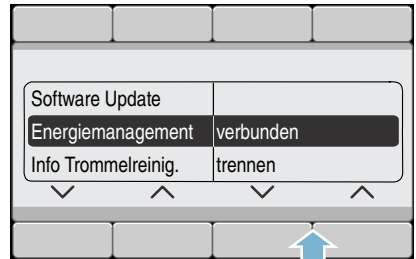 Software Update
Energiemanagement verbunden
Info Trommelreinig. trennen